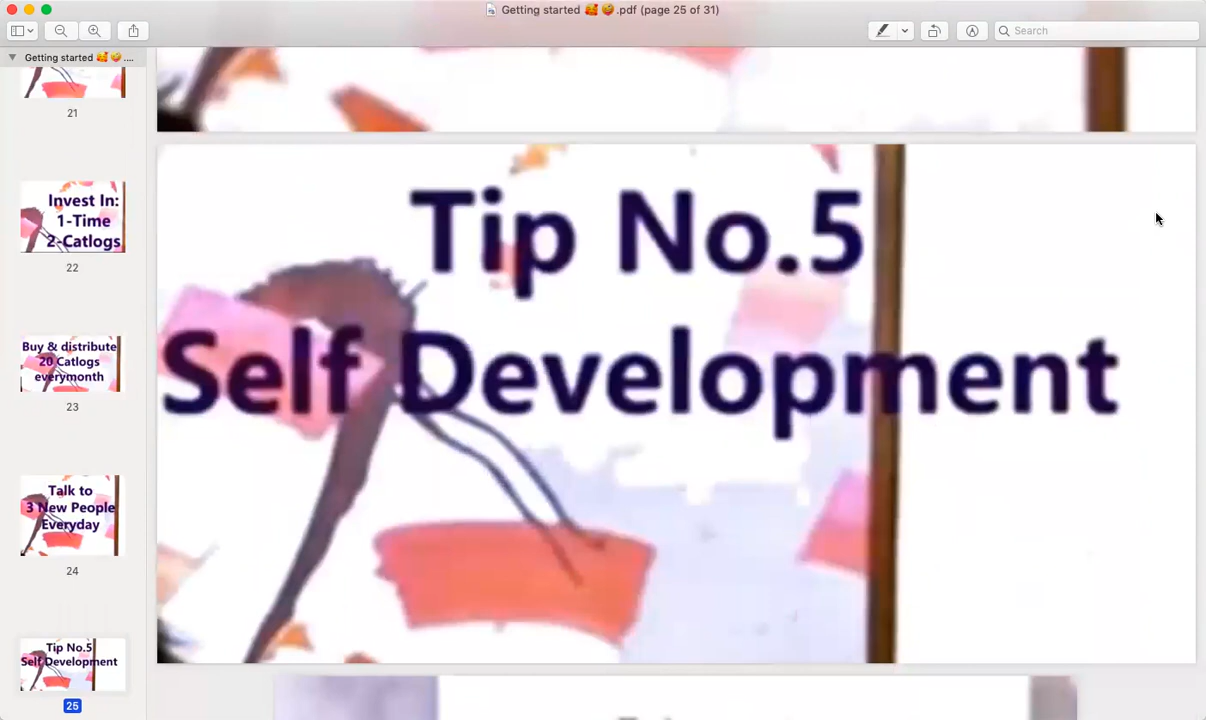 Getting started 🥰 🤪.pdf (page 25 of 31)
Search
Getting started 🥰 🤪 ....
21
Invest In:
1-Time
2-Catlogs
22
Buy & distribute
20 Catlogs
everymonth
23
Talk to
3 New People
Everyday
24
Tip No.5
Self Development
25
Tip No.5
Self Development